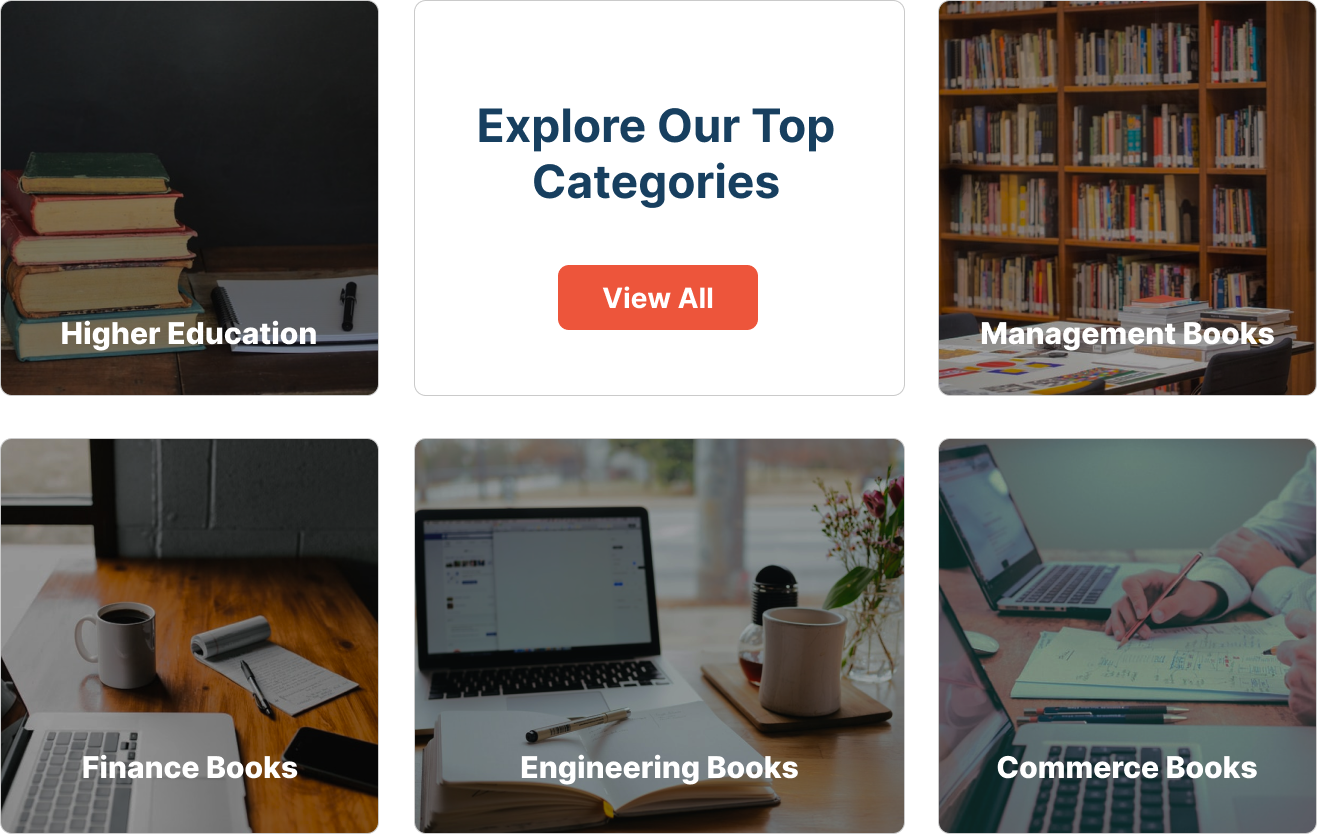 Explore Our Top
Categories
View All
Higher Education
Management Books
Finance Books
Engineering Books
Commerce Books